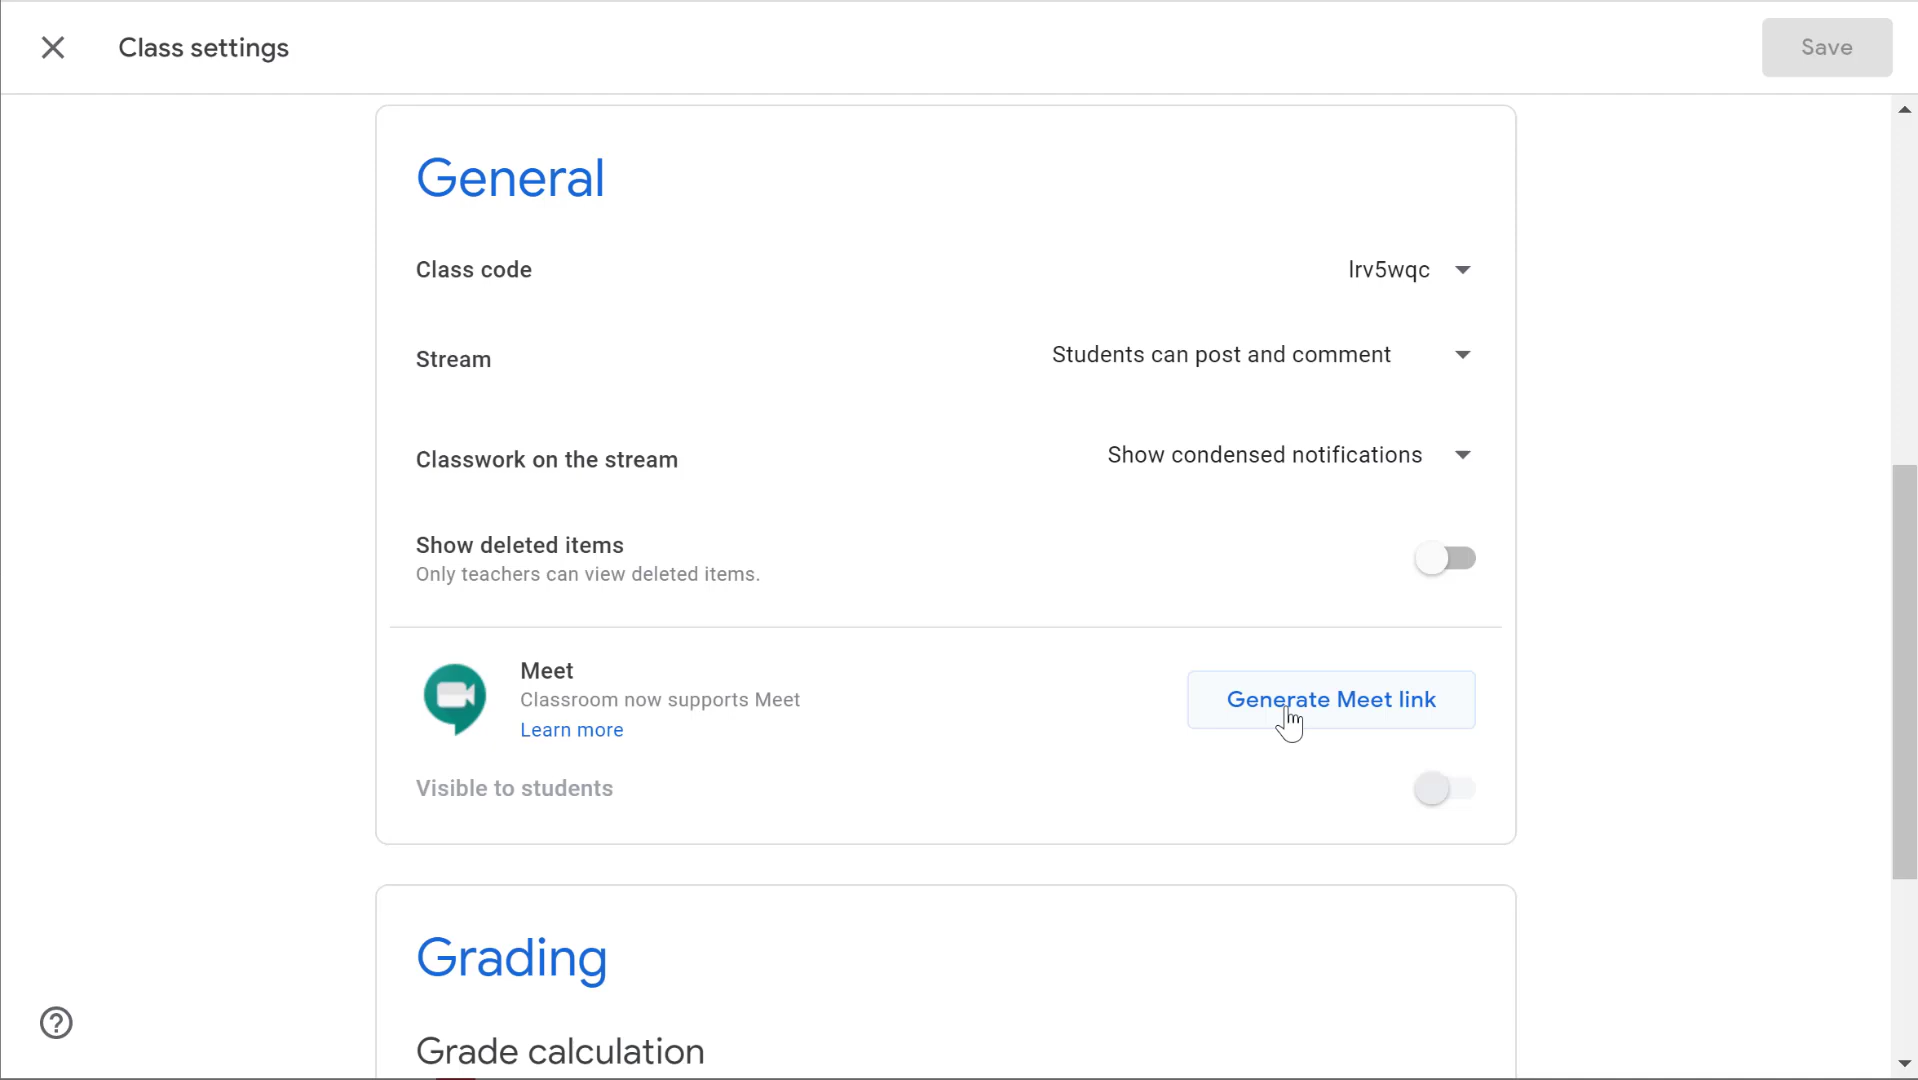 Class settings
Save
General
Class code
lrv5wqc
Stream
Students can post and comment
Classwork on the stream
Show condensed notifications
Show deleted items
Only teachers can view deleted items.
Meet
Classroom now supports Meet
Learn more
Generate Meet link
Visible to students
Grading
Grade calculation